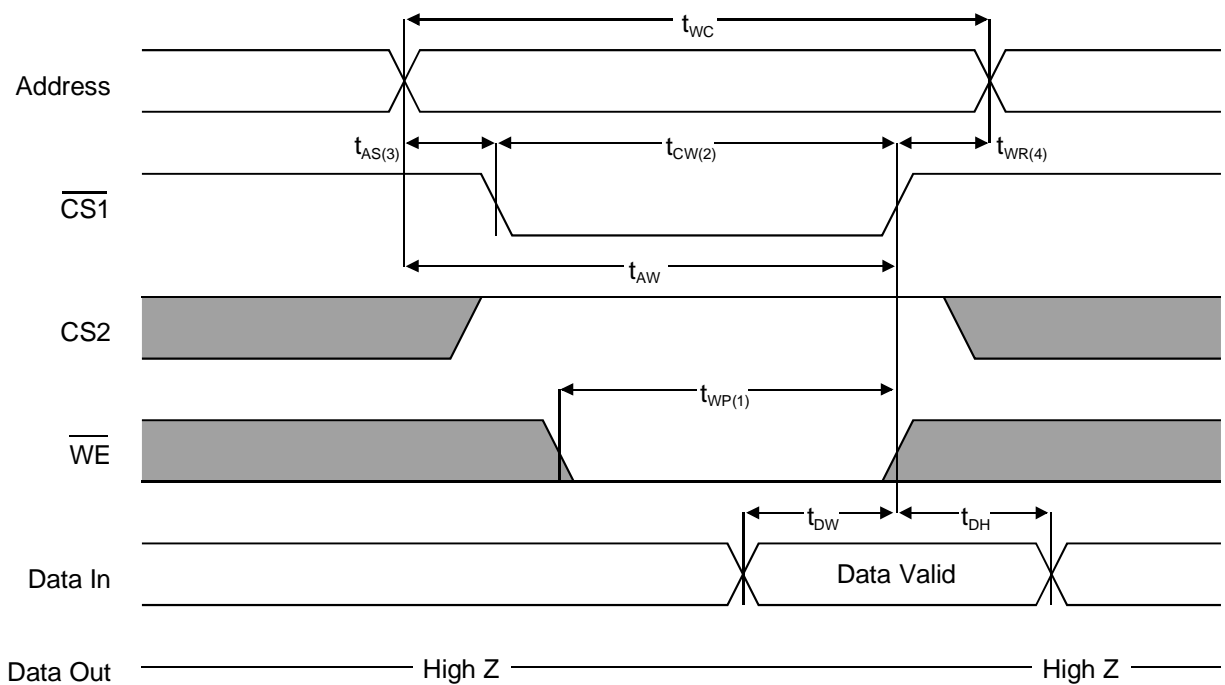 tWC
Address
tAS(3)
tCW(2)
tWR(4)
CS1
tAW
CS2
tWP(1)
WE
tDW
tDH
Data In
Data Valid
Data Out
High Z
High Z